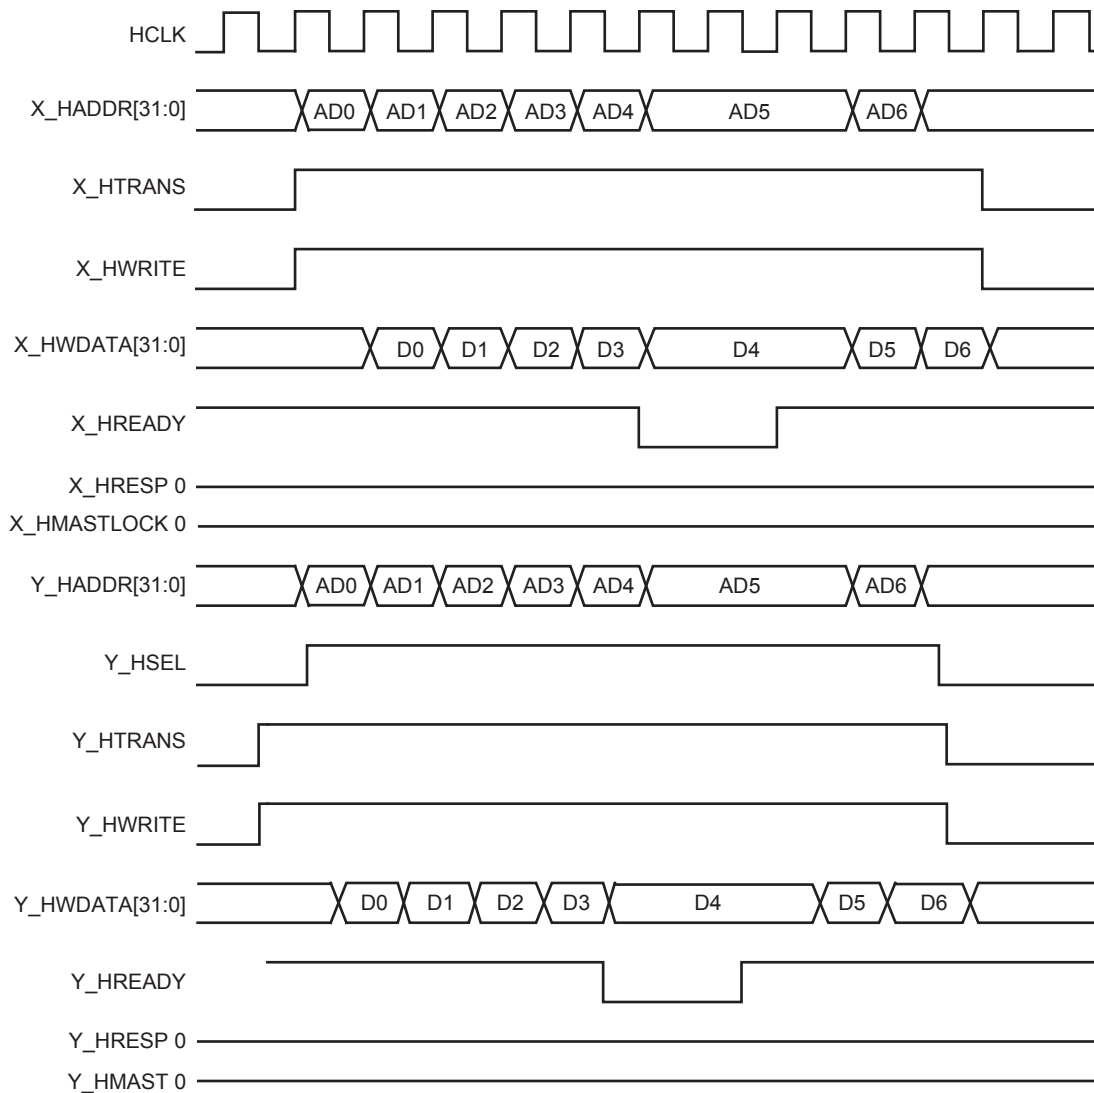 HCLK
X_HADDR[31:0] AD0 AD1 AD2 AD3 AD4 AD5 AD6
X_HTRANS
X_HWRITE
X_HWDATA[31:0] D0 D1 D2 D3 D4 D5 D6
X_HREADY
X_HRESP 0
X_HMASTLOCK 0
Y_HADDR[31:0] AD0 AD1 AD2 AD3 AD4 AD5 AD6
Y_HSEL
Y_HTRANS
Y_HWRITE
Y_HWDATA[31:0] D0 D1 D2 D3 D4 D5 D6
Y_HREADY
Y_HRESP 0
Y_HMAST 0